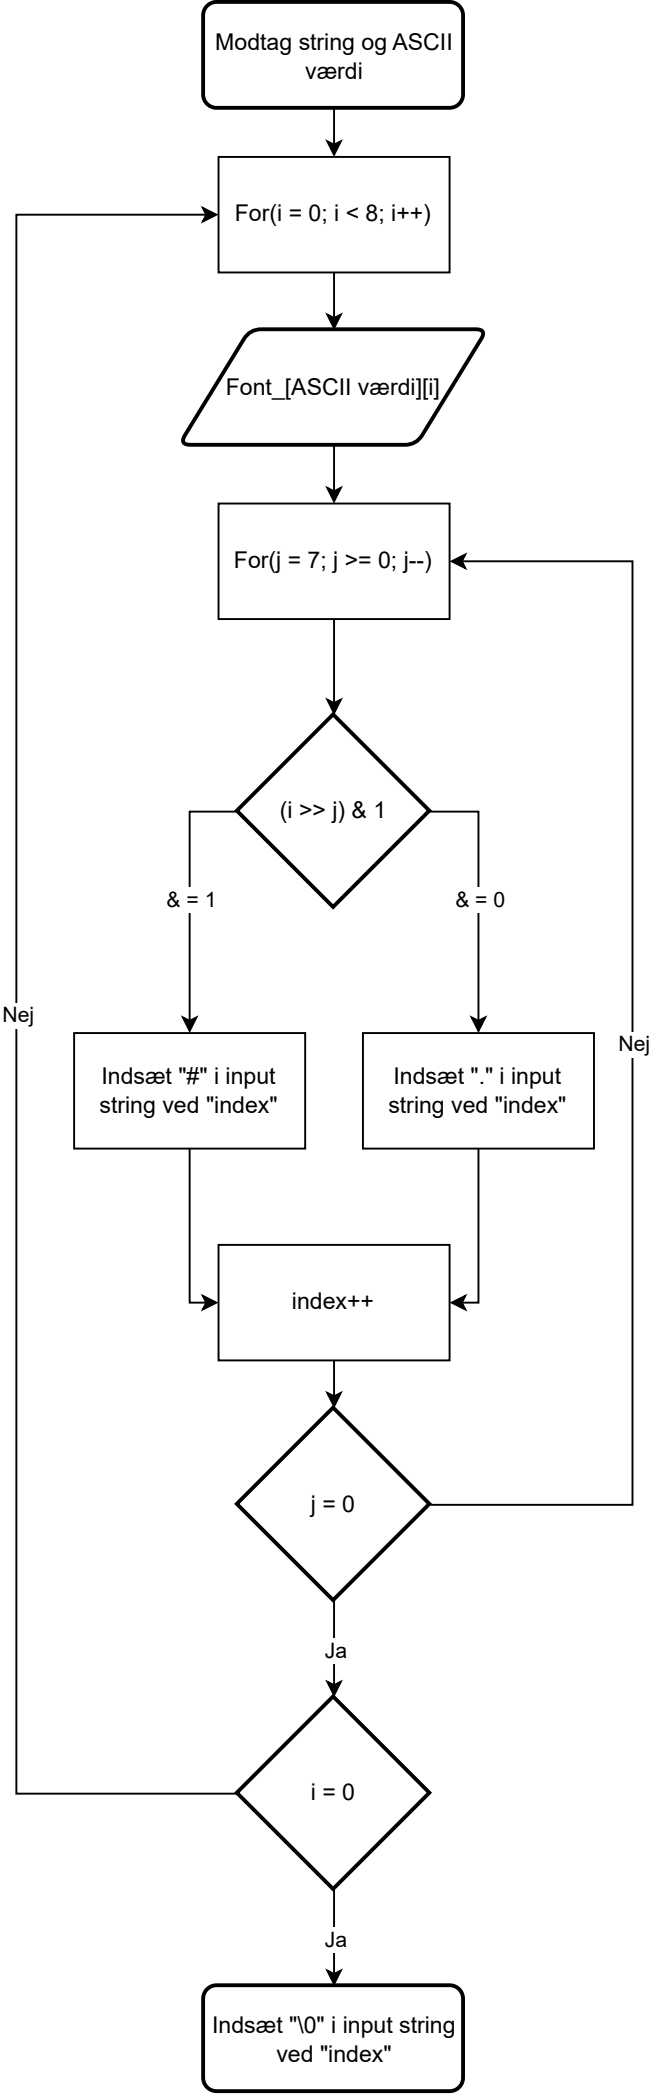 Modtag string og ASCII
værdi
For(i = 0; i < 8; i++)
Font_[ASCII værdi][i]
For(j = 7; j >= 0; j--)
(i >> j) & 1
& = 1
& = 0
Nej
Nej
Indsæt "#" i input
string ved "index"
Indsæt "." i input
string ved "index"
index++
j = 0
Ja
i = 0
Ja
Indsæt "\0" i input string
ved "index"